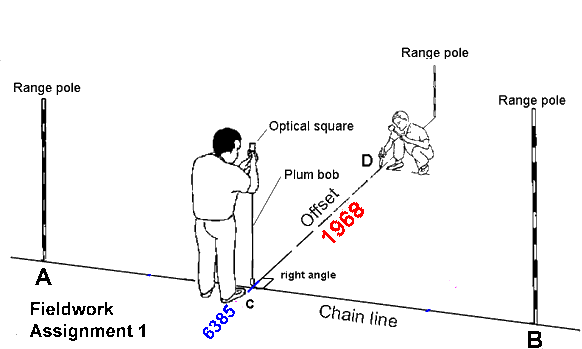 Range pole
Range pole
Range pole
Optical square
D
Plum bob
Offset
1968
right angle
A
C
6385
Chain line
Fieldwork
Assignment 1
B